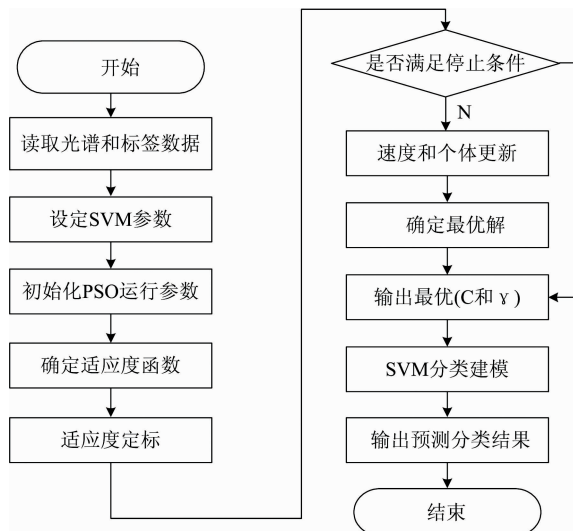 开始
读取光谱和标签数据
设定SVM参数
初始化PSO运行参数
确定适应度函数
适应度定标
是否满足停止条件
N
速度和个体更新
确定最优解
输出最优(C和γ)
SVM分类建模
输出预测分类结果
结束